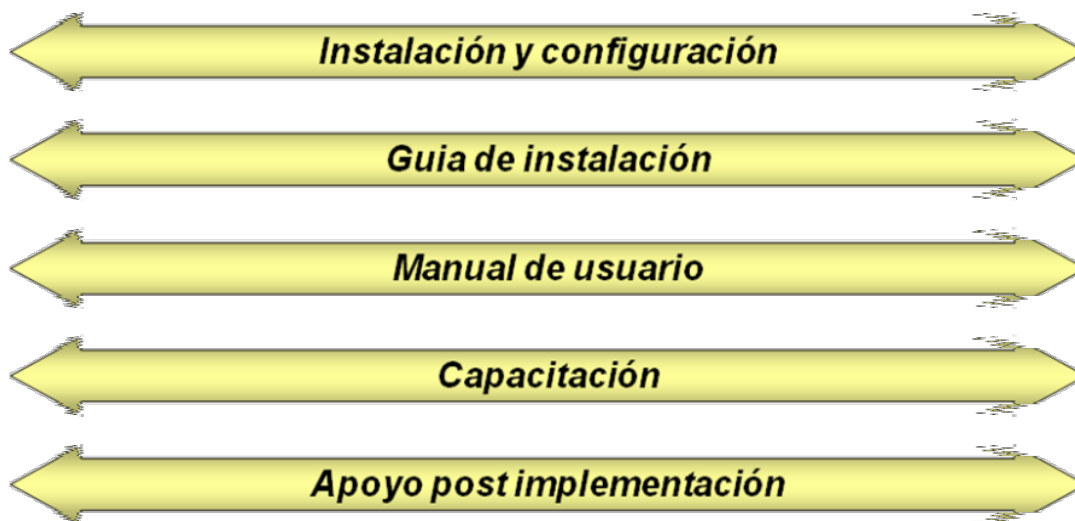 Instalación y configuración
Guia de instalación
Manual de usuario
Capacitación
Apoyo post implementación